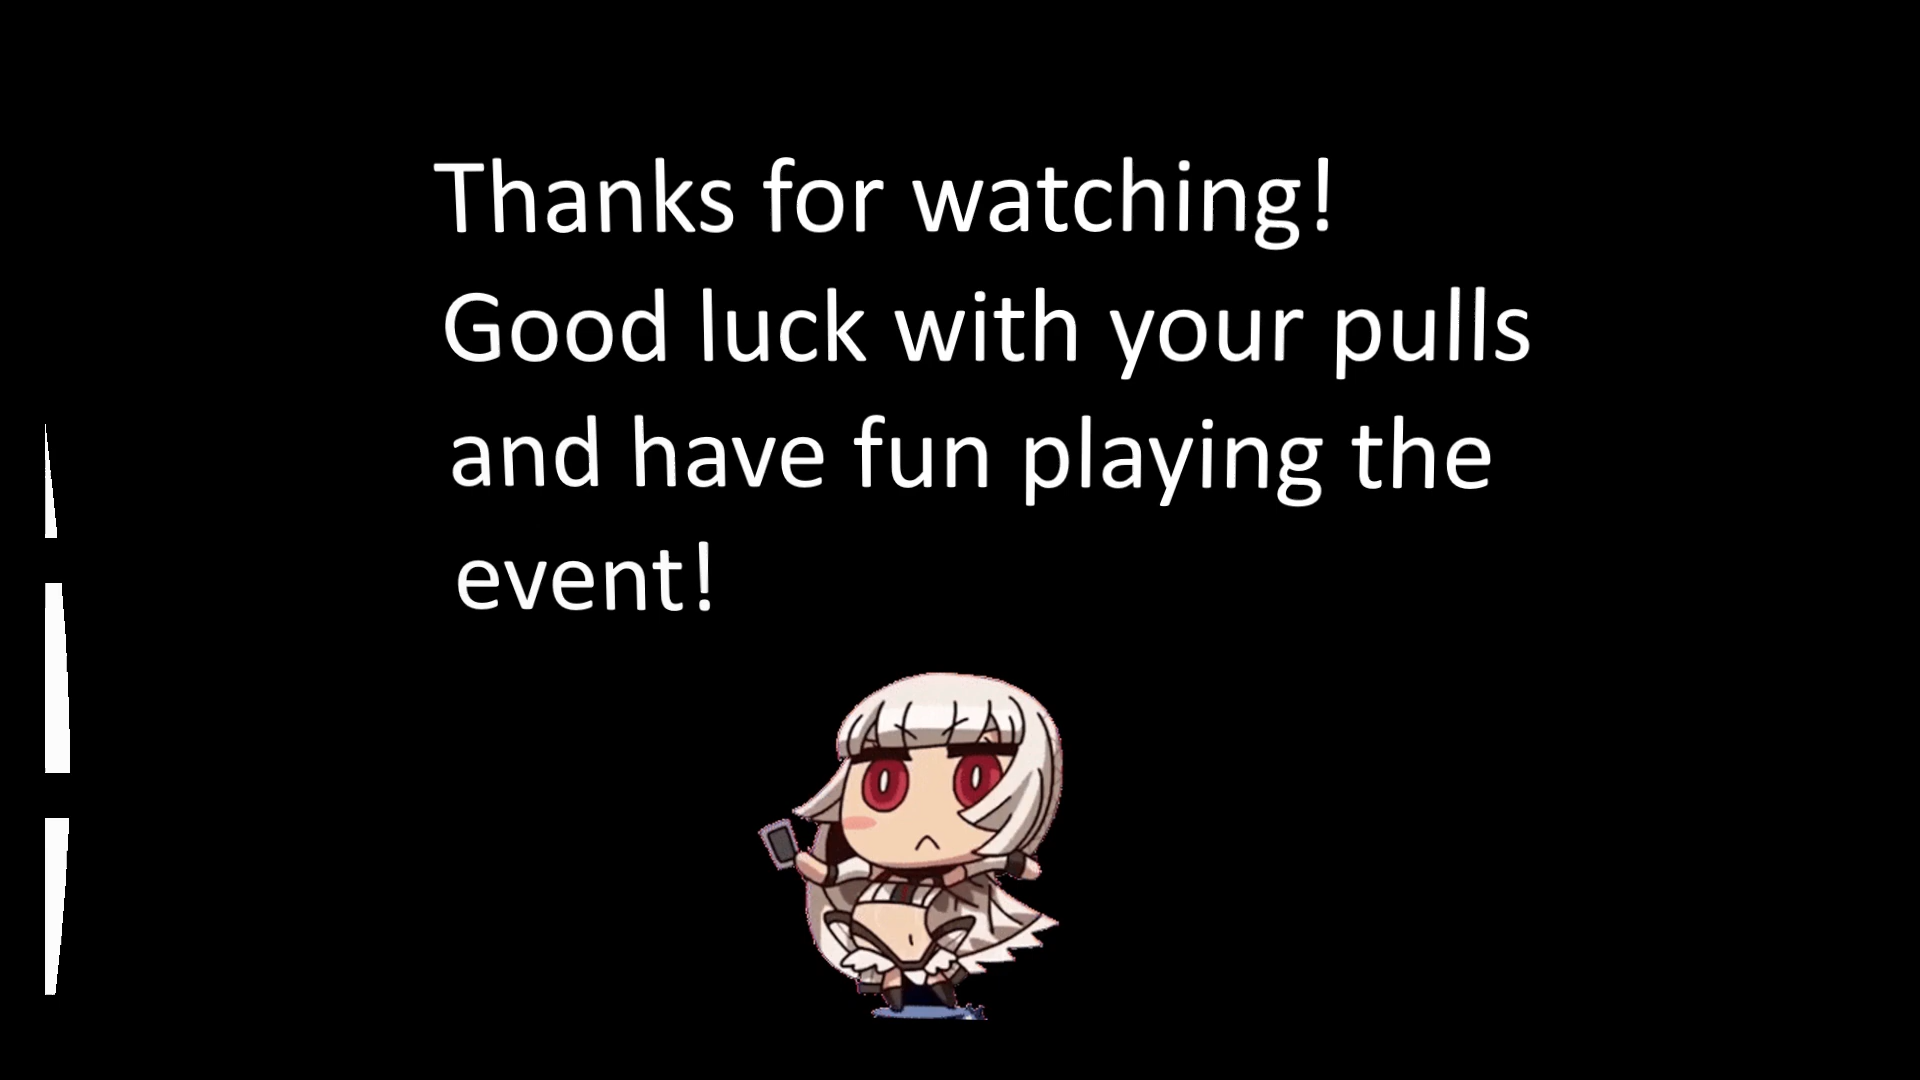 Thanks for watching!
Good luck with your pulls
and have fun playing the
event!